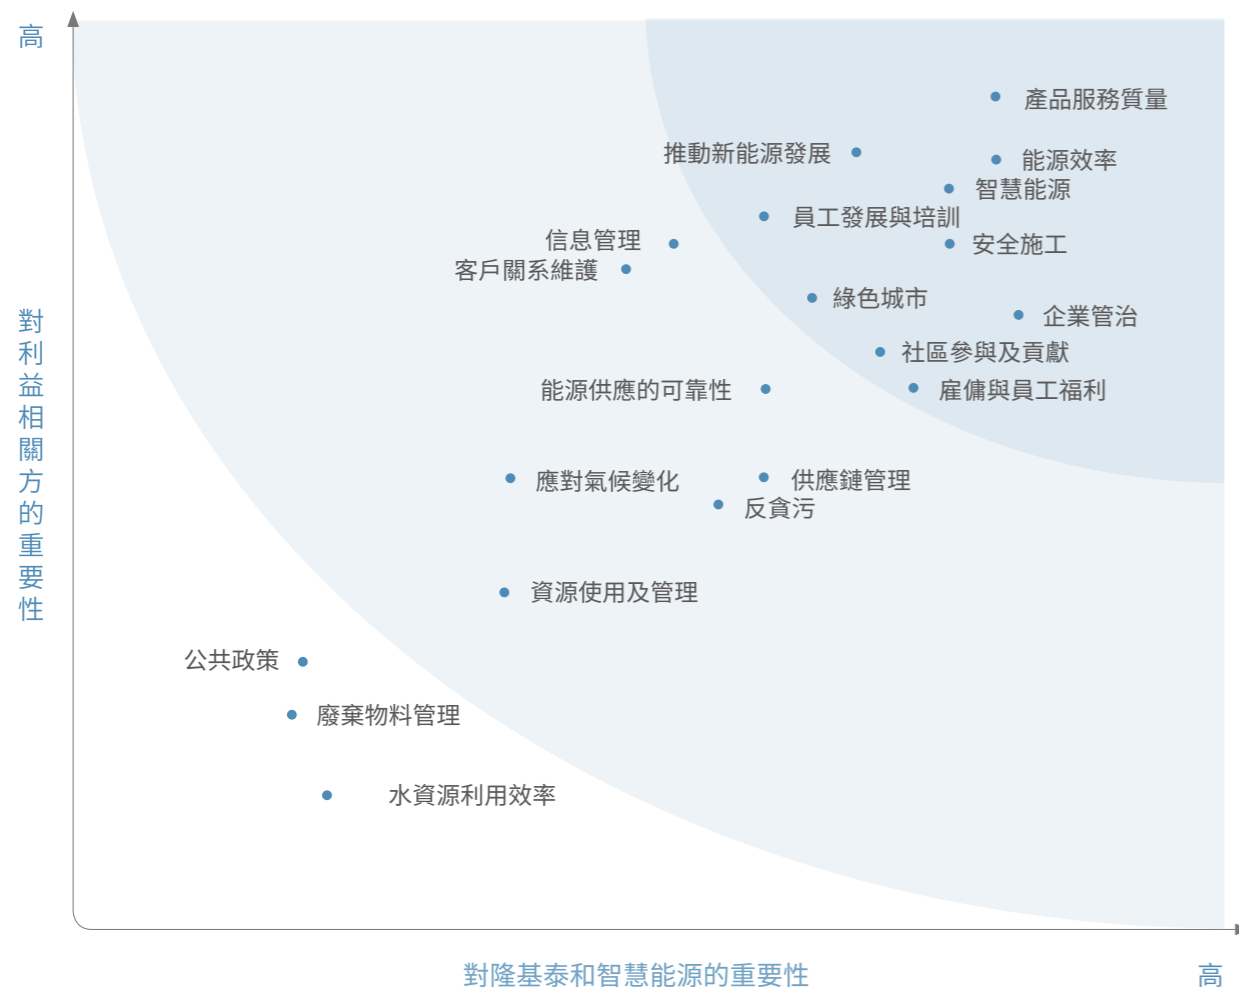 高
對利益相關方的重要性
產品服務質量
推動新能源發展
能源效率
智慧能源
員工發展與培訓
信息管理
安全施工
客戶關系維護
綠色城市
企業管治
社區參與及貢獻
能源供應的可靠性
雇傭與員工福利
應對氣候變化
供應鏈管理
反貪污
資源使用及管理
公共政策
廢棄物料管理
水資源利用效率
對隆基泰和智慧能源的重要性
高